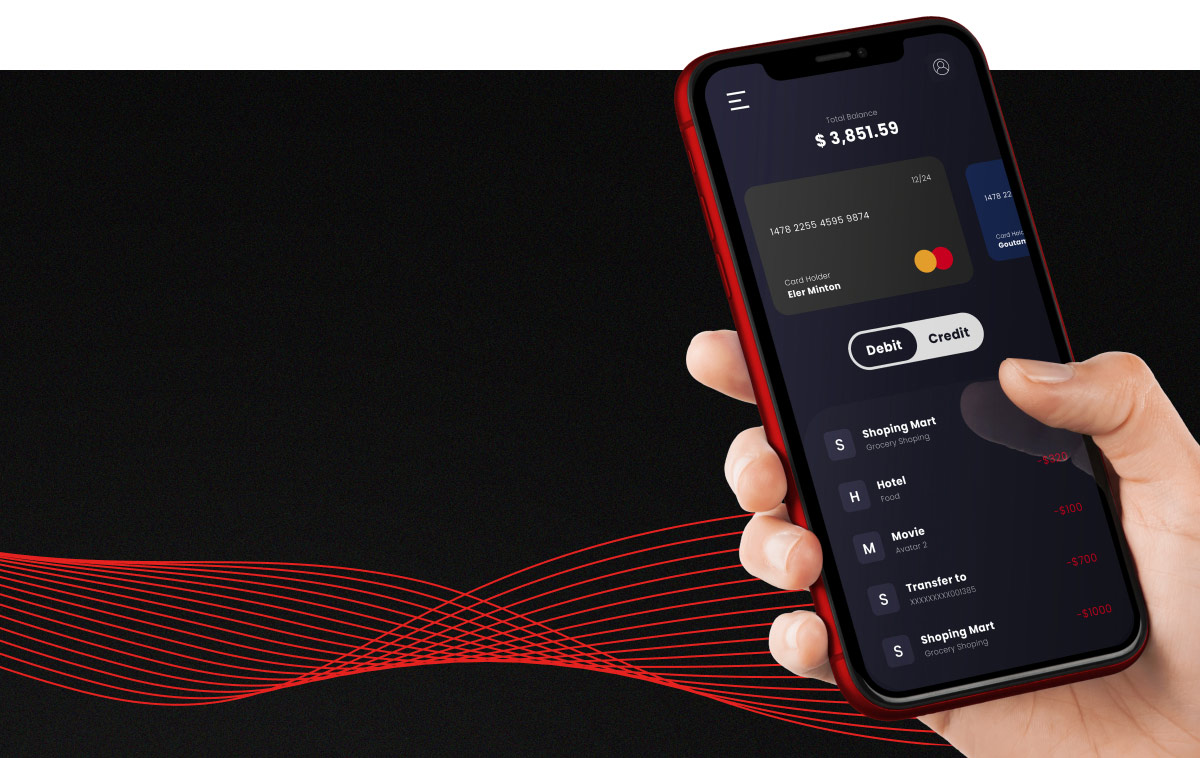 Total Balance
$ 3,851.59
12/24
1478 2255 4595 9874
Card Holder
Eler Minton
1478 22
Card Hold
Goutan
Debit
Credit
S
Shoping Mart
Grocery Shoping
-$520
H
Hotel
Food
-$100
M
Movie
Avatar 2
-$700
S
Transfer to
XXXXXXXXX001385
-$1000
S
Shoping Mart
Grocery Shoping